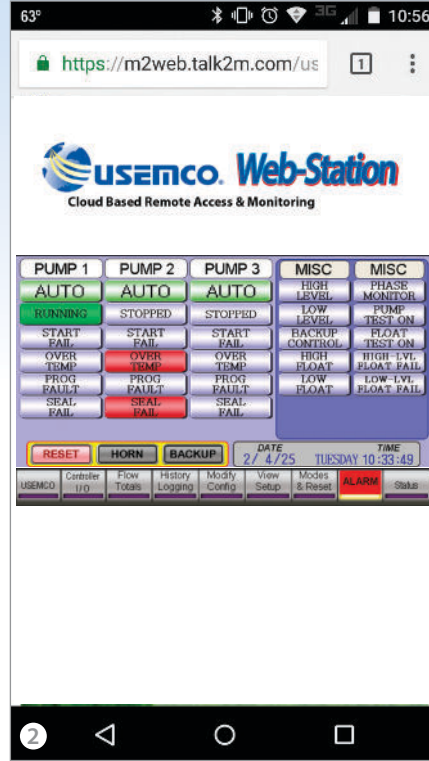 63°
3G
10:56
https://m2web.talk2m.com/us
1
USEMCO. Web-Station
Cloud Based Remote Access & Monitoring
PUMP 1 PUMP 2 PUMP 3 MISC MISC
AUTO AUTO AUTO HIGH LEVEL PHASE MONITOR
RUNNING STOPPED STOPPED LOW LEVEL PUMP TEST ON
START FAIL START FAIL START FAIL BACKUP CONTROL FLOAT TEST ON
OVER TEMP OVER TEMP OVER TEMP HIGH FLOAT HIGH-LVL FLOAT FAIL
PROG FAULT PROG FAULT PROG FAULT LOW FLOAT LOW-LVL FLOAT FAIL
SEAL FAIL SEAL FAIL SEAL FAIL
RESET HORN BACKUP
DATE TIME
2/ 4/25 TUESDAY 10:33:49
USEMCO Controller I/O Flow Totals History Logging Modify Config View Setup Modes & Reset ALARM Status
2